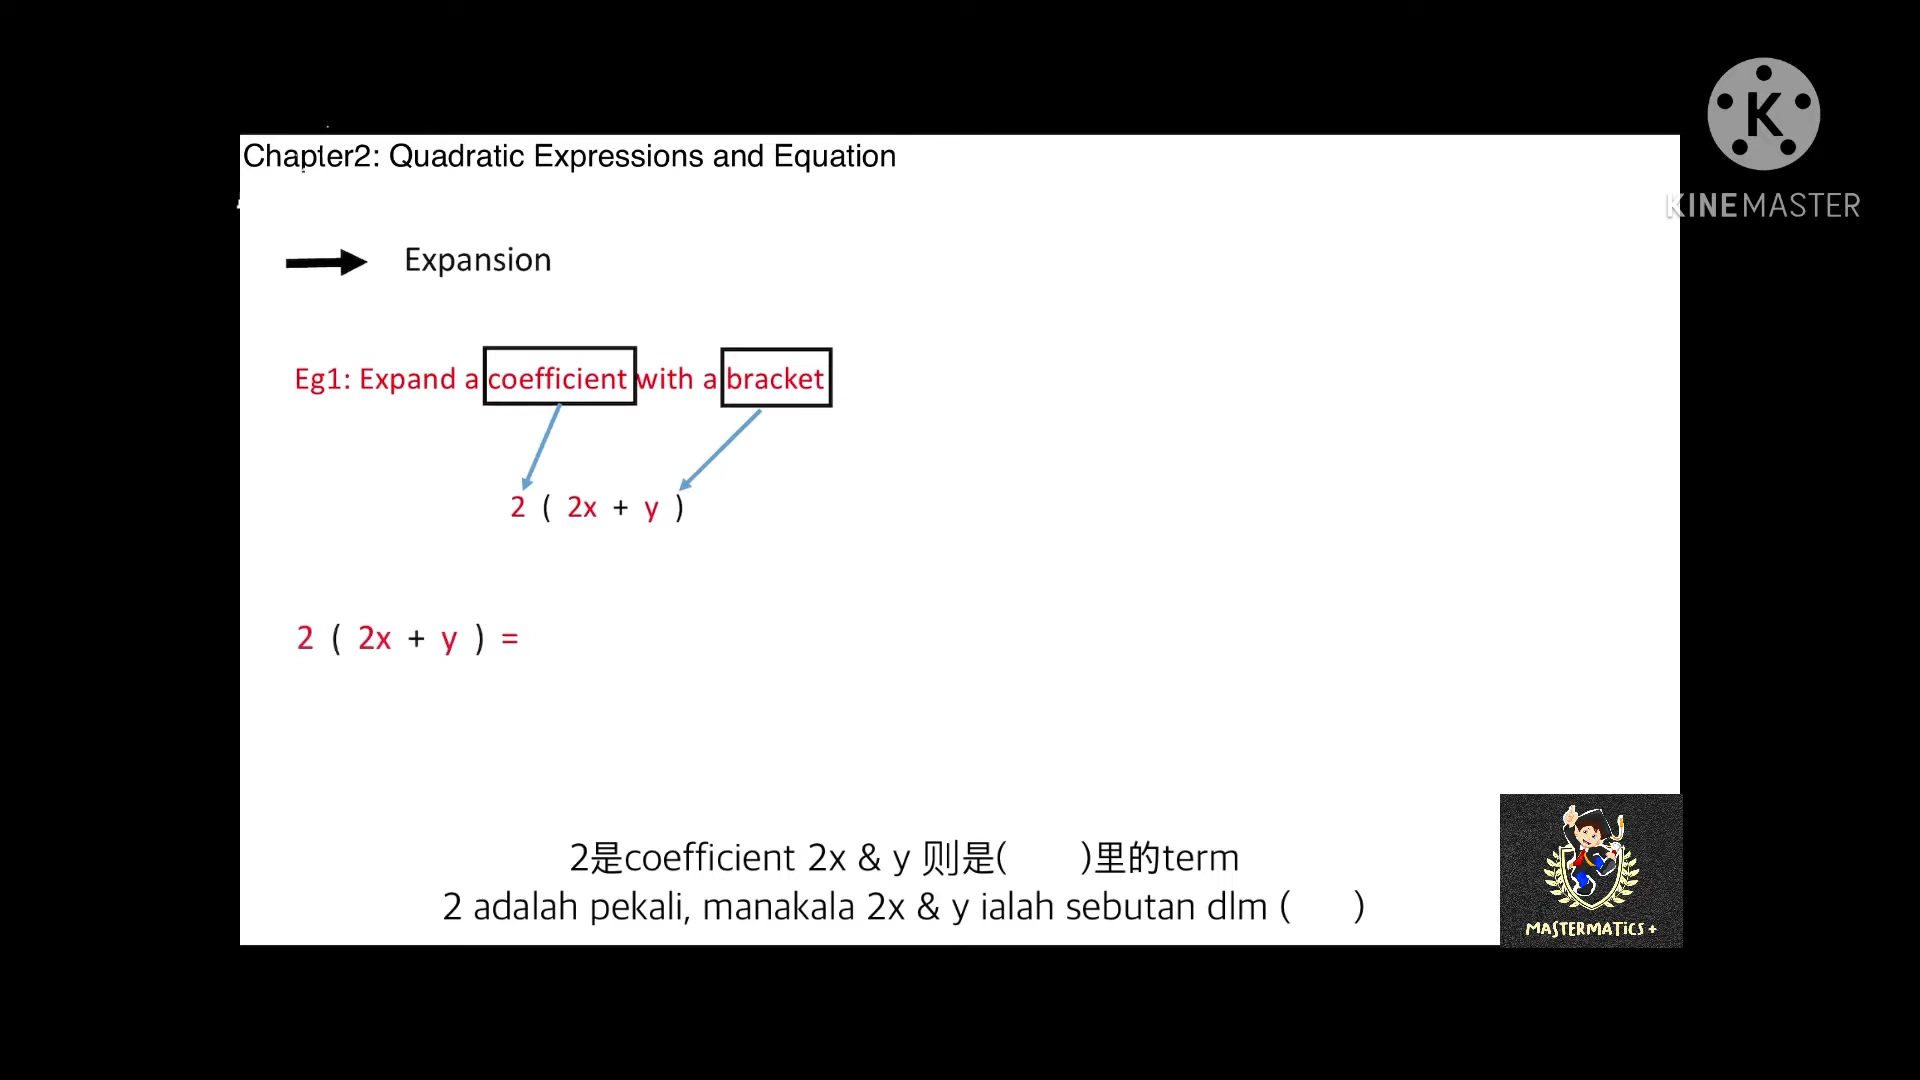 K
KINEMASTER
Chapter2: Quadratic Expressions and Equation
Expansion
Eg1: Expand a coefficient with a bracket
2 ( 2x + y )
2 ( 2x + y ) =
2是coefficient 2x & y 则是( )里的term
2 adalah pekali, manakala 2x & y ialah sebutan dlm ( )
MASTERMATICS +